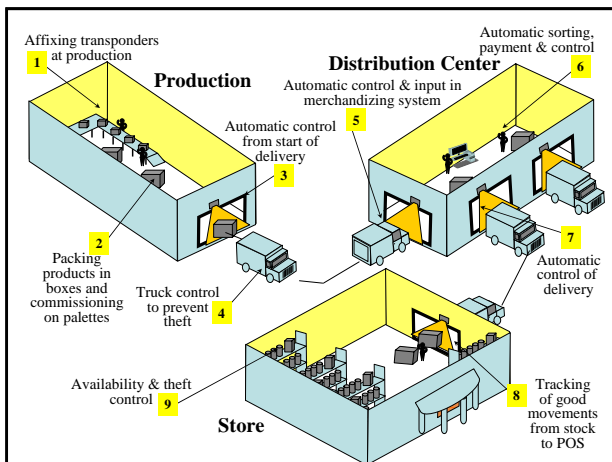 Affixing transponders
at production
1
Production
Automatic control
from start of
delivery
3
2
Packing
products in
boxes and
commissioning
on palettes
Truck control
to prevent
theft
4
Distribution Center
Automatic sorting,
payment & control
6
Automatic control & input in
merchandizing system
5
7
Automatic
control of
delivery
Availability & theft
control
9
Store
8
Tracking
of good
movements
from stock
to POS